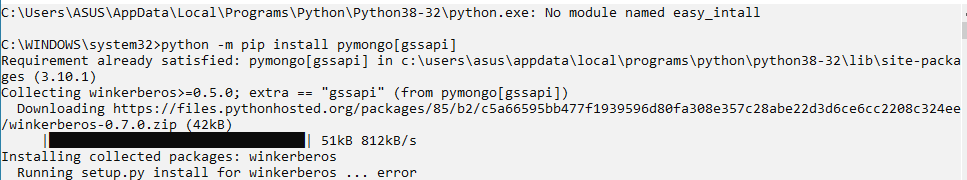 C:\Users\ASUS\AppData\Local\Programs\Python\Python38-32\python.exe: No module named easy_intall
C:\WINDOWS\system32>python -m pip install pymongo[gssapi]
Requirement already satisfied: pymongo[gssapi] in c:\users\asus\appdata\local\programs\python\python38-32\lib\site-packa
ges (3.10.1)
Collecting winkerberos>=0.5.0; extra == "gssapi" (from pymongo[gssapi])
  Downloading https://files.pythonhosted.org/packages/85/b2/c5a66595bb477f1939596d80fa308e357c28abe22d3d6ce6cc2208c324ee
/winkerberos-0.7.0.zip (42kB)
     |████████████████████████████████| 51kB 812kB/s
Installing collected packages: winkerberos
  Running setup.py install for winkerberos ... error